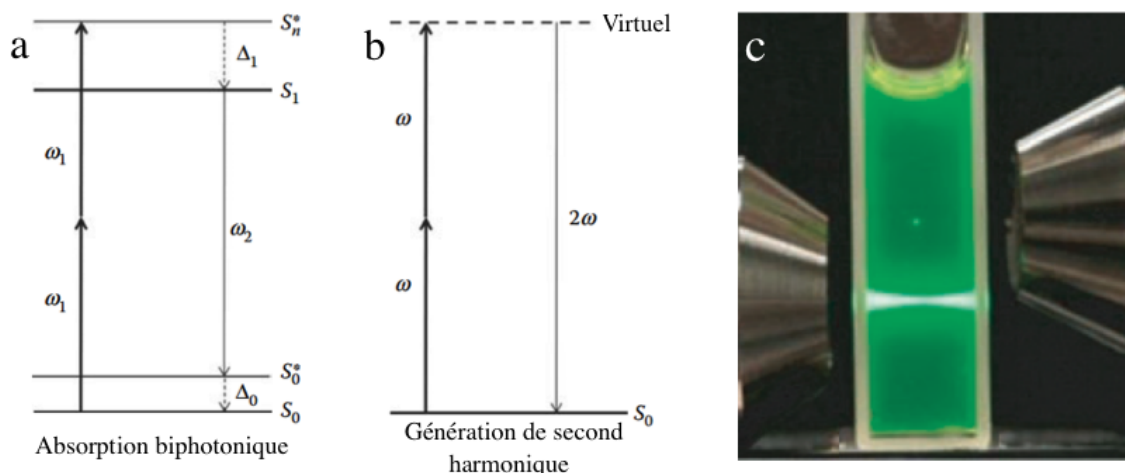 a
S*n
Δ1
S1
ω1
ω2
ω1
S*0
Δ0
S0
Absorption biphotonique
b
Virtuel
ω
2ω
ω
S0
Génération de second
harmonique
c